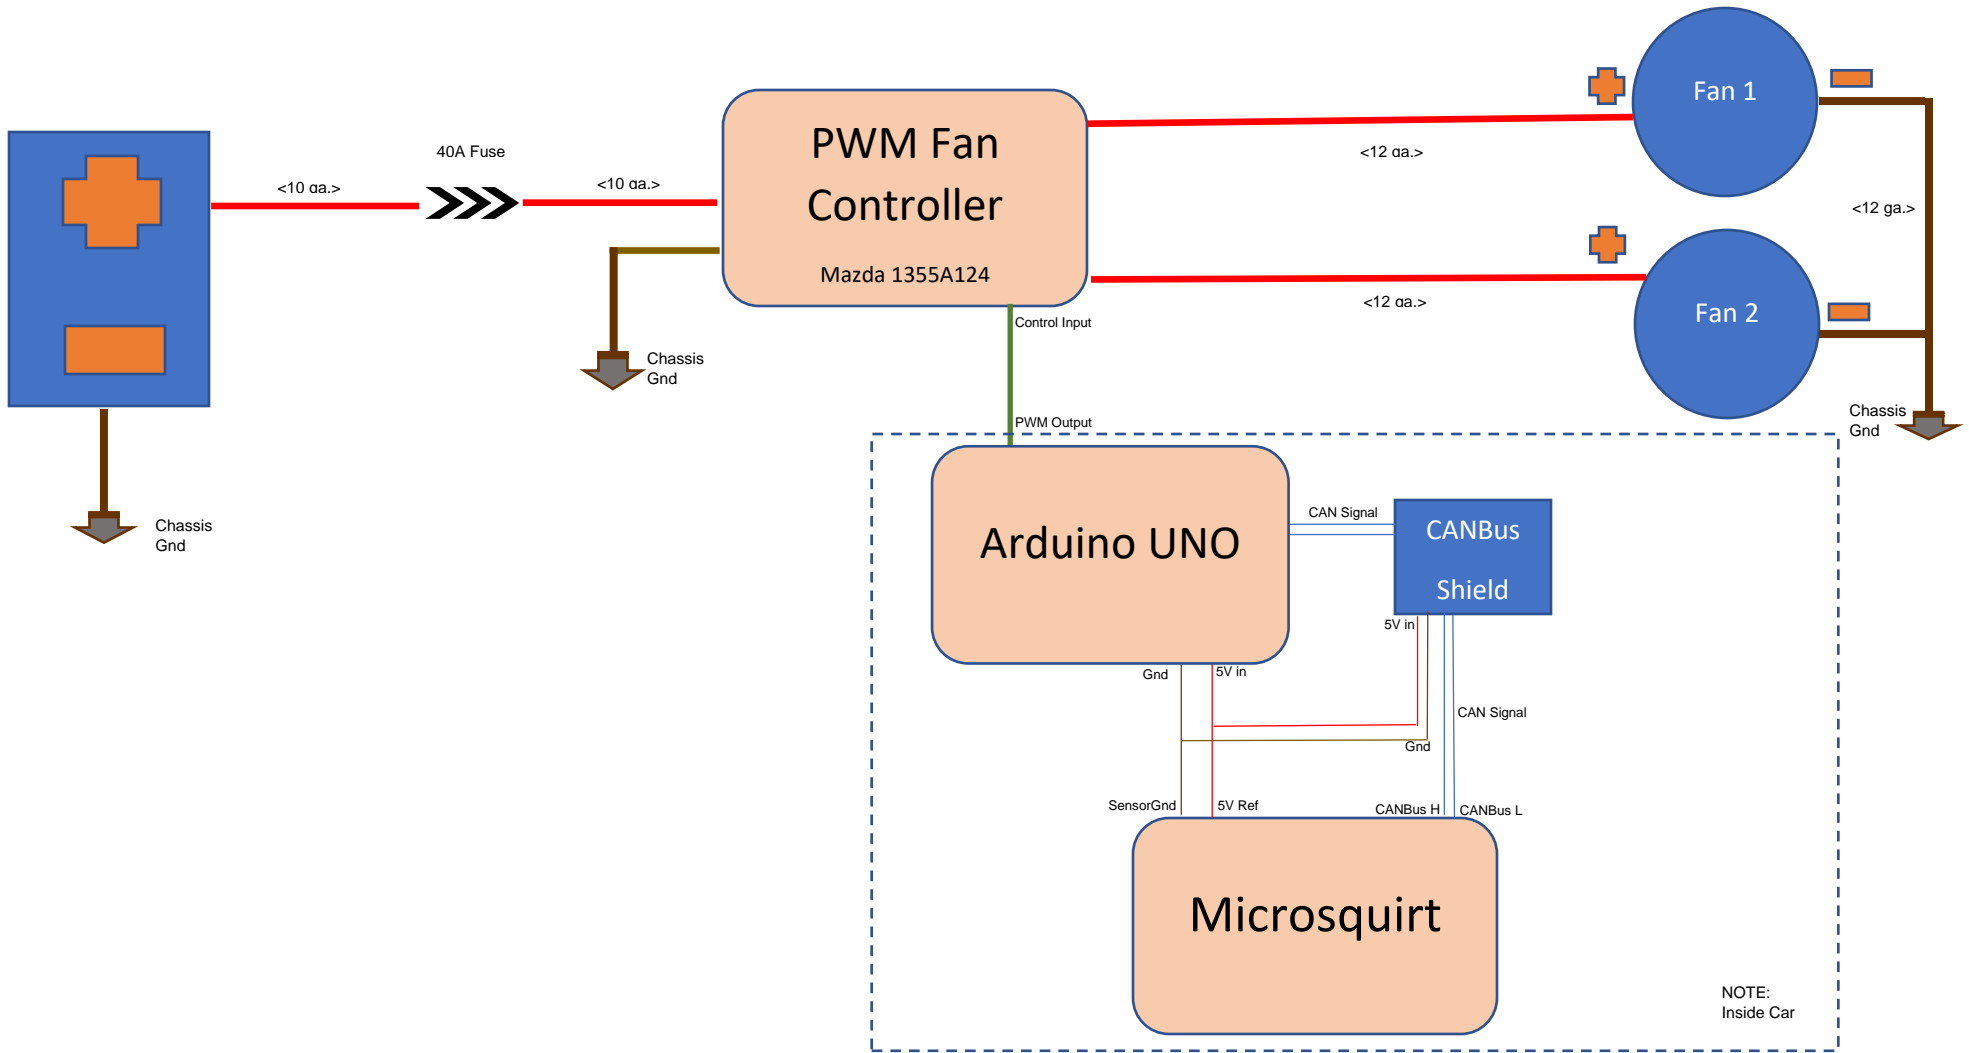 Fan 1
40A Fuse
PWM Fan
Controller
Mazda 1355A124
<12 ga.>
<10 ga.>
<10 ga.>
<12 ga.>
Fan 2
<12 ga.>
Control Input
Chassis
Gnd
PWM Output
Chassis
Gnd
Chassis
Gnd
Arduino UNO
CAN Signal
CANBus
Shield
5V in
Gnd
5V in
CAN Signal
Gnd
SensorGnd
5V Ref
CANBus H
CANBus L
Microsquirt
NOTE:
Inside Car